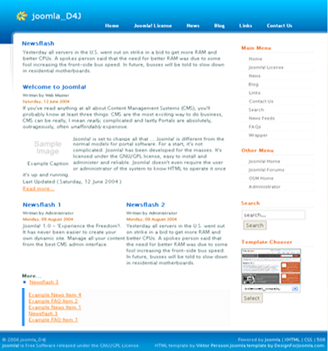 joomla_D4J
Home Joomla! License News Blog Links Contact Us
Newsflash
Yesterday all servers in the U.S. went out on strike in a bid to get more RAM and
better CPUs. A spokes person said that the need for better RAM was due to some
fool increasing the front-side bus speed. In future, busses will be told to slow down
in residential motherboards.
Welcome to Joomla!
Written by Web Master
Saturday, 12 June 2004
If you've read anything at all about Content Management Systems (CMS), you'll
probably know at least three things: CMS are the most exciting way to do business,
CMS can be really, I mean really, complicated and lastly Portals are absolutely,
outrageously, often unaffordably expensive.
Sample
Image
Example Caption
Joomla! is set to change all that ... Joomla! is different from the
normal models for portal software. For a start, it's not
complicated. Joomla! has been developed for the masses. It's
licensed under the GNU/GPL license, easy to install and
administer and reliable. Joomla! doesn't even require the user
or administrator of the system to know HTML to operate it once
it's up and running.
Last Updated ( Saturday, 12 June 2004 )
Read more...
Newsflash 1
Written by Administrator
Monday, 09 August 2004
Joomla! 1.0 - 'Experience the Freedom'!.
It has never been easier to create your
own dynamic site. Manage all your content
from the best CMS admin interface.
Newsflash 2
Written by Administrator
Monday, 09 August 2004
Yesterday all servers in the U.S. went
out on strike in a bid to get more RAM
and better CPUs. A spokes person said
that the need for better RAM was due to
some fool increasing the front-side bus
speed. In future, busses will be told to
slow down in residential motherboards.
More...
Newsflash 3
Example News Item 4
Example FAQ Item 2
Example News Item 1
Newsflash 1
Example FAQ Item 1
Main Menu
Home
Joomla! License
News
Blog
Links
Contact Us
Search
News Feeds
FAQs
Wrapper
Other Menu
Joomla! Home
Joomla! Forums
OSM Home
Administrator
Search
search...
Search
Template Chooser
Select
© 2006 joomla_D4J
Joomla! is Free Software released under the GNU/GPL License.
Powered by Joomla | XHTML | CSS | 508
HTML template by Viktor Persson. Joomla template by DesignForJoomla.com.